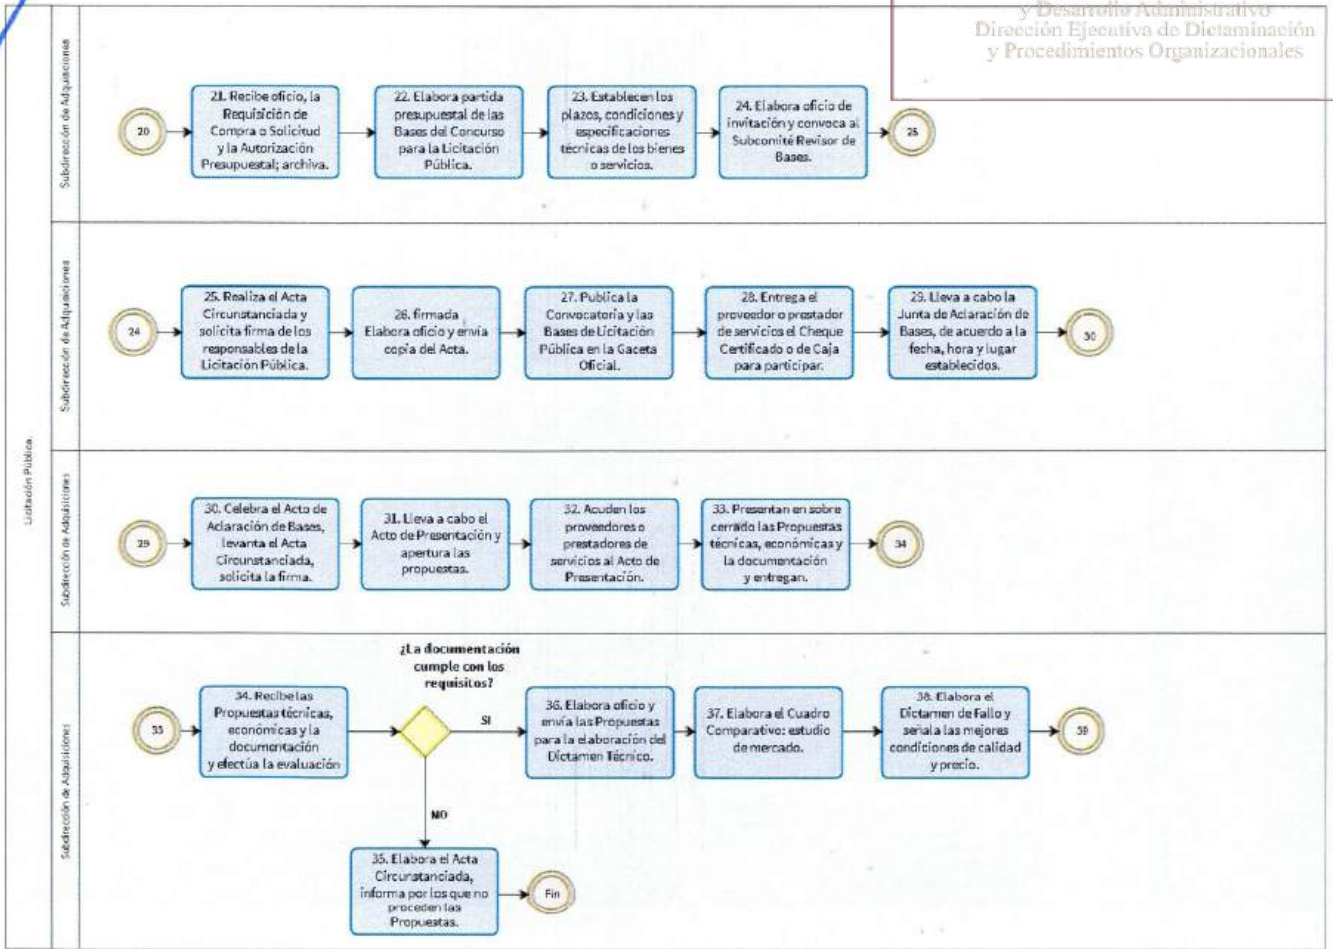 y Desarrollo Administrativo
Dirección Ejecutiva de Dictaminación
y Procedimientos Organizacionales
Licitación Pública.
Subdirección de Adquisiciones
20
21. Recibe oficio, la
Requisición de
Compra o Solicitud
y la Autorización
Presupuestal; archiva.
22. Elabora partida
presupuestal de las
Bases del Concurso
para la Licitación
Pública.
23. Establecen los
plazos, condiciones y
especificaciones
técnicas de los bienes
o servicios.
24. Elabora oficio de
invitación y convoca al
Subcomité Revisor de
Bases.
25
Subdirección de Adquisiciones
24
25. Realiza el Acta
Circunstanciada y
solicita firma de los
responsables de la
Licitación Pública.
26. firmada
Elabora oficio y envía
copia del Acta.
27. Publica la
Convocatoria y las
Bases de Licitación
Pública en la Gaceta
Oficial.
28. Entrega el
proveedor o prestador
de servicios el Cheque
Certificado o de Caja
para participar.
29. Lleva a cabo la
Junta de Aclaración de
Bases, de acuerdo a la
fecha, hora y lugar
establecidos.
30
Subdirección de Adquisiciones
29
30. Celebra el Acto de
Aclaración de Bases,
levanta el Acta
Circunstanciada,
solicita la firma.
31. Lleva a cabo el
Acto de Presentación y
apertura las
propuestas.
32. Acuden los
proveedores o
prestadores de
servicios al Acto de
Presentación.
33. Presentan en sobre
cerrado las Propuestas
técnicas, económicas y
la documentación
y entregan.
34
Subdirección de Adquisiciones
33
34. Recibe las
Propuestas técnicas,
económicas y la
documentación
y efectúa la evaluación
¿La documentación
cumple con los
requisitos?
SI
36. Elabora oficio y
envía las Propuestas
para la elaboración del
Dictamen Técnico.
37. Elabora el Cuadro
Comparativo: estudio
de mercado.
38. Elabora el
Dictamen de Fallo y
señala las mejores
condiciones de calidad
y precio.
39
NO
35. Elabora el Acta
Circunstanciada,
informa por los que no
proceden las
Propuestas.
Fin